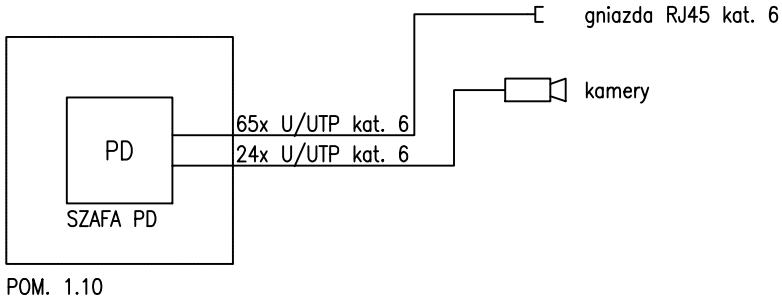 gniazda RJ45 kat. 6
kamery
65x U/UTP kat. 6
24x U/UTP kat. 6
PD
SZAFA PD
POM. 1.10